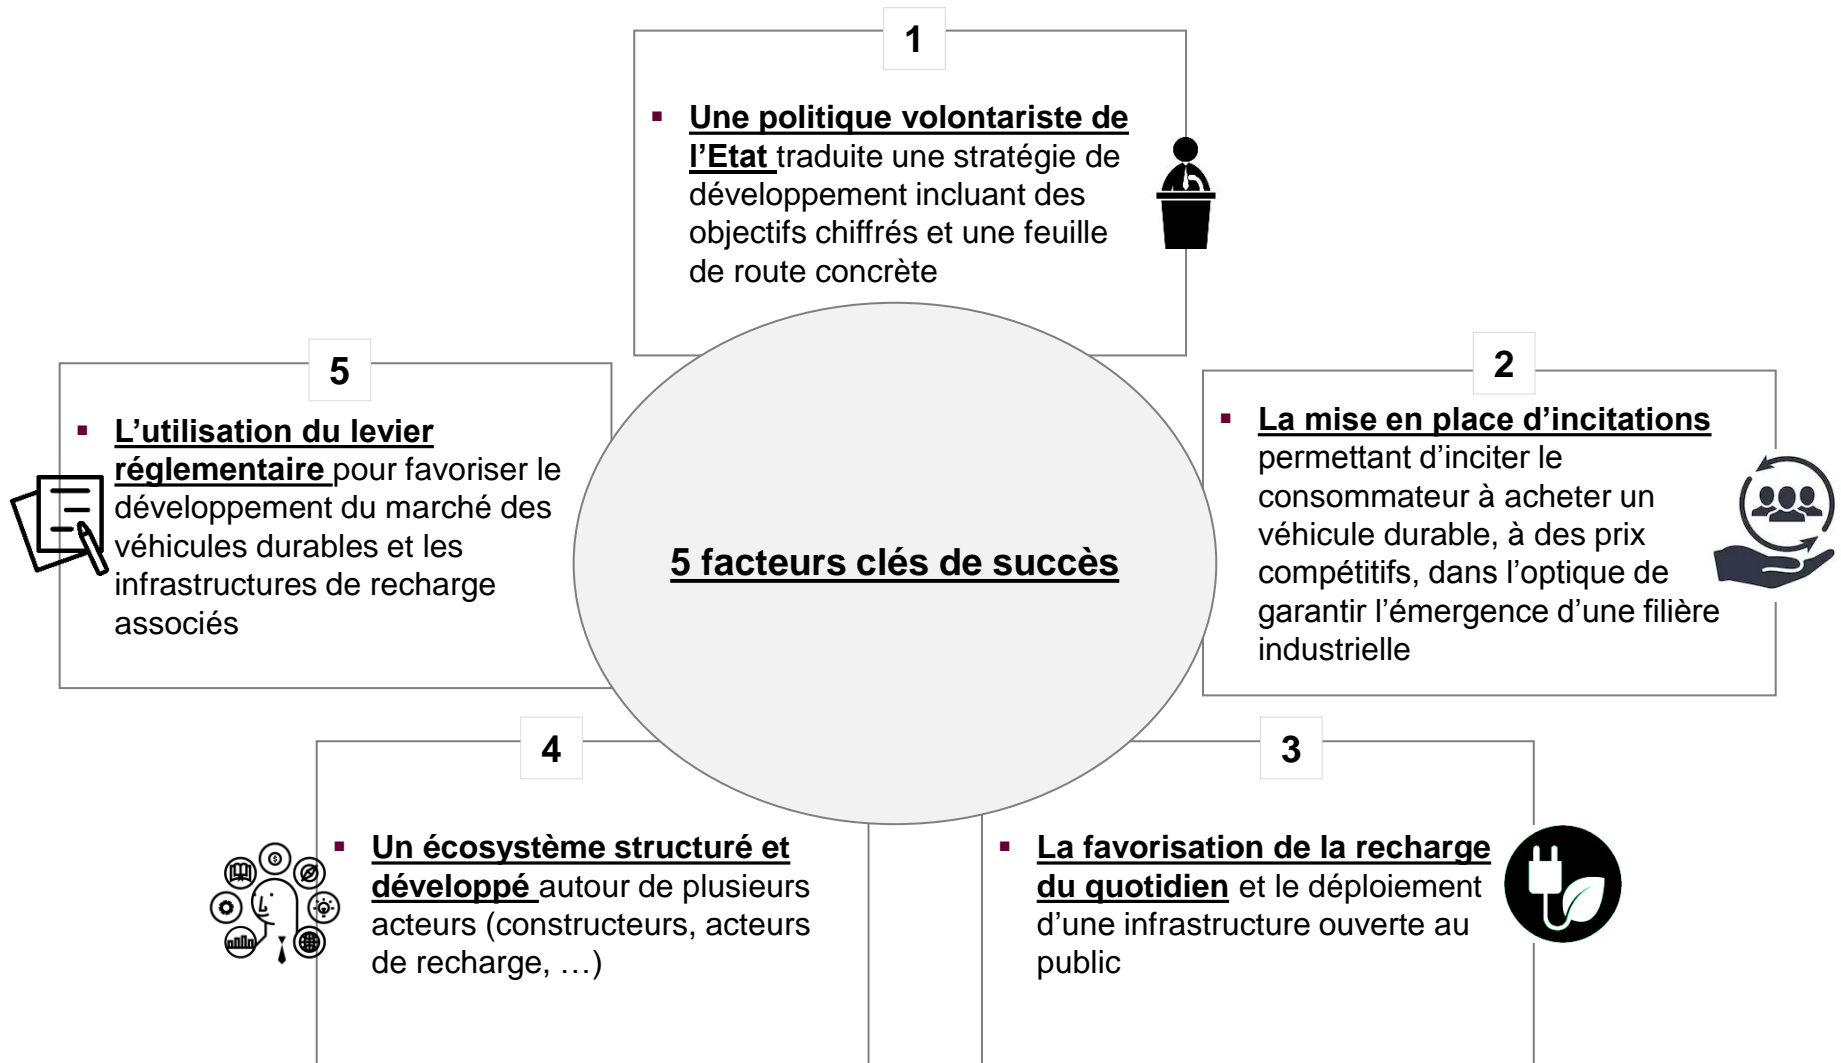 1
▪ Une politique volontariste de
l’Etat traduite une stratégie de
développement incluant des
objectifs chiffrés et une feuille
de route concrète
2
▪ La mise en place d’incitations
permettant d’inciter le
consommateur à acheter un
véhicule durable, à des prix
compétitifs, dans l’optique de
garantir l’émergence d’une filière
industrielle
3
▪ La favorisation de la recharge
du quotidien et le déploiement
d’une infrastructure ouverte au
public
4
▪ Un écosystème structuré et
développé autour de plusieurs
acteurs (constructeurs, acteurs
de recharge, …)
5
▪ L’utilisation du levier
réglementaire pour favoriser le
développement du marché des
véhicules durables et les
infrastructures de recharge
associés
5 facteurs clés de succès